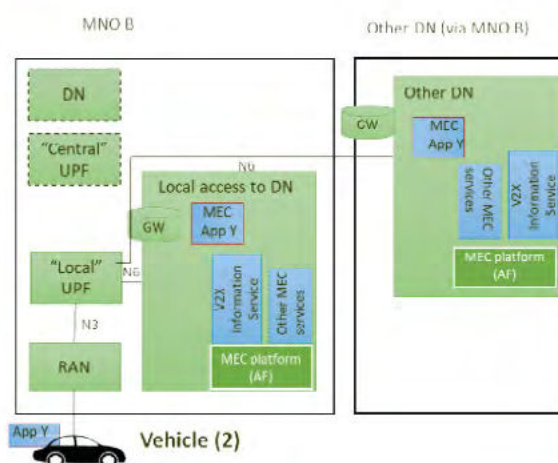 MNO B
Other DN (via MNO B)
DN
"Central"
UPF
Other DN
GW
MEC
App Y
Other MEC
services
V2X
Information
Service
MEC platform
(AF)
N6
Local access to DN
GW
MEC
App Y
"Local"
UPF
N6
V2X
Information
Service
Other MEC
services
MEC platform
(AF)
N3
RAN
App Y
Vehicle (2)